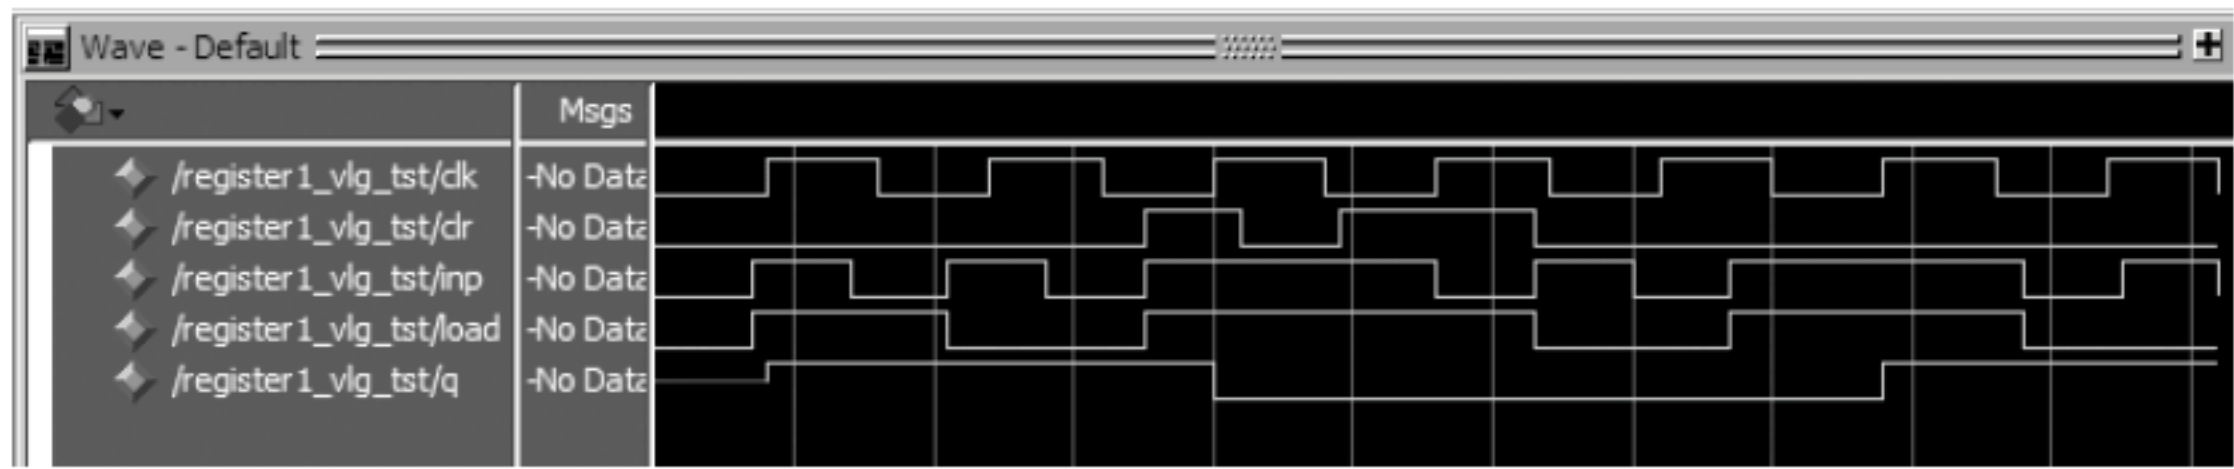 Wave - Default
Msgs
/register1_vlg_tst/clk -No Data
/register1_vlg_tst/clr -No Data
/register1_vlg_tst/inp -No Data
/register1_vlg_tst/load -No Data
/register1_vlg_tst/q -No Data